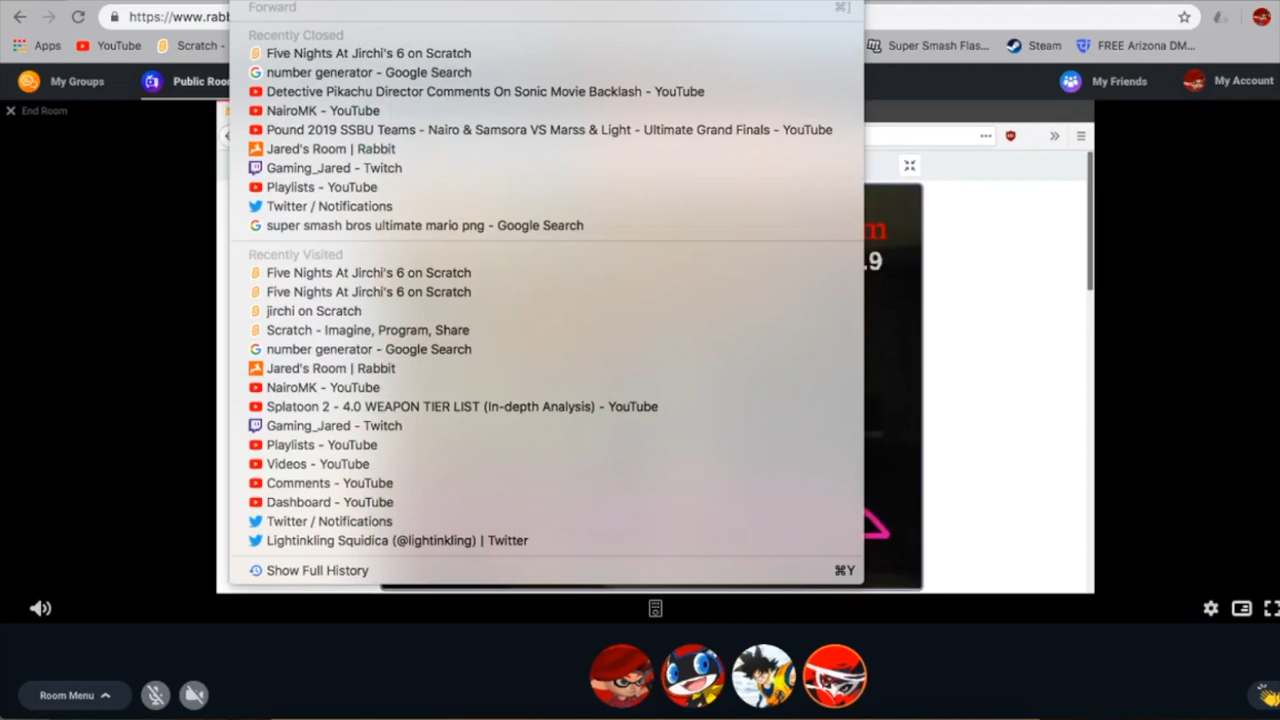 Forward ⌘]
https://www.rabb
Recently Closed
Apps YouTube Scratch - Super Smash Flas... Steam FREE Arizona DM...
Five Nights At Jirchi's 6 on Scratch
number generator - Google Search
My Groups Public Roo My Friends My Account
Detective Pikachu Director Comments On Sonic Movie Backlash - YouTube
End Room
NairoMK - YouTube
Pound 2019 SSBU Teams - Nairo & Samsora VS Marss & Light - Ultimate Grand Finals - YouTube
Jared's Room | Rabbit
Gaming_Jared - Twitch
Playlists - YouTube
Twitter / Notifications
super smash bros ultimate mario png - Google Search
m
.9
Recently Visited
Five Nights At Jirchi's 6 on Scratch
Five Nights At Jirchi's 6 on Scratch
jirchi on Scratch
Scratch - Imagine, Program, Share
number generator - Google Search
Jared's Room | Rabbit
NairoMK - YouTube
Splatoon 2 - 4.0 WEAPON TIER LIST (In-depth Analysis) - YouTube
Gaming_Jared - Twitch
Playlists - YouTube
Videos - YouTube
Comments - YouTube
Dashboard - YouTube
Twitter / Notifications
Lightinkling Squidica (@lightinkling) | Twitter
Show Full History ⌘Y
Room Menu